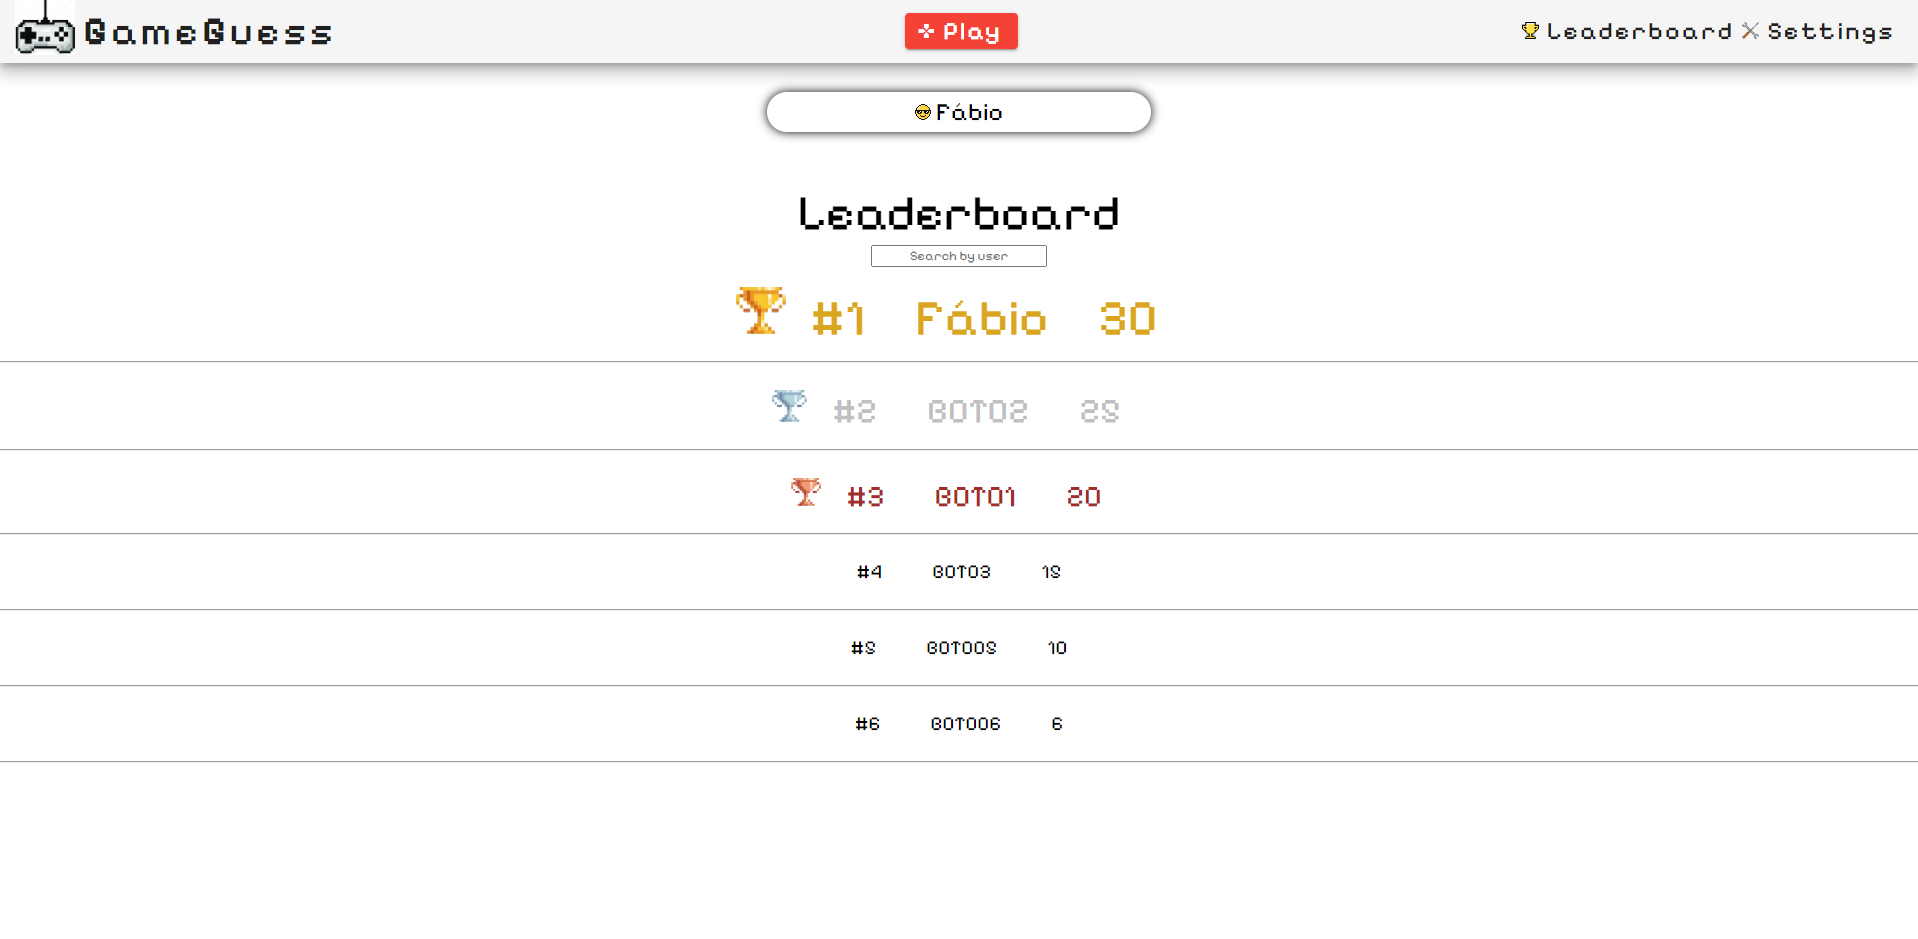 GameGuess
Play
🏆 Leaderboard ⚔ Settings
😎 Fábio
Leaderboard
Search by user
#1 Fábio 30
#2 BOT02 25
#3 BOT01 20
#4 BOT03 15
#5 BOT005 10
#6 BOT006 6